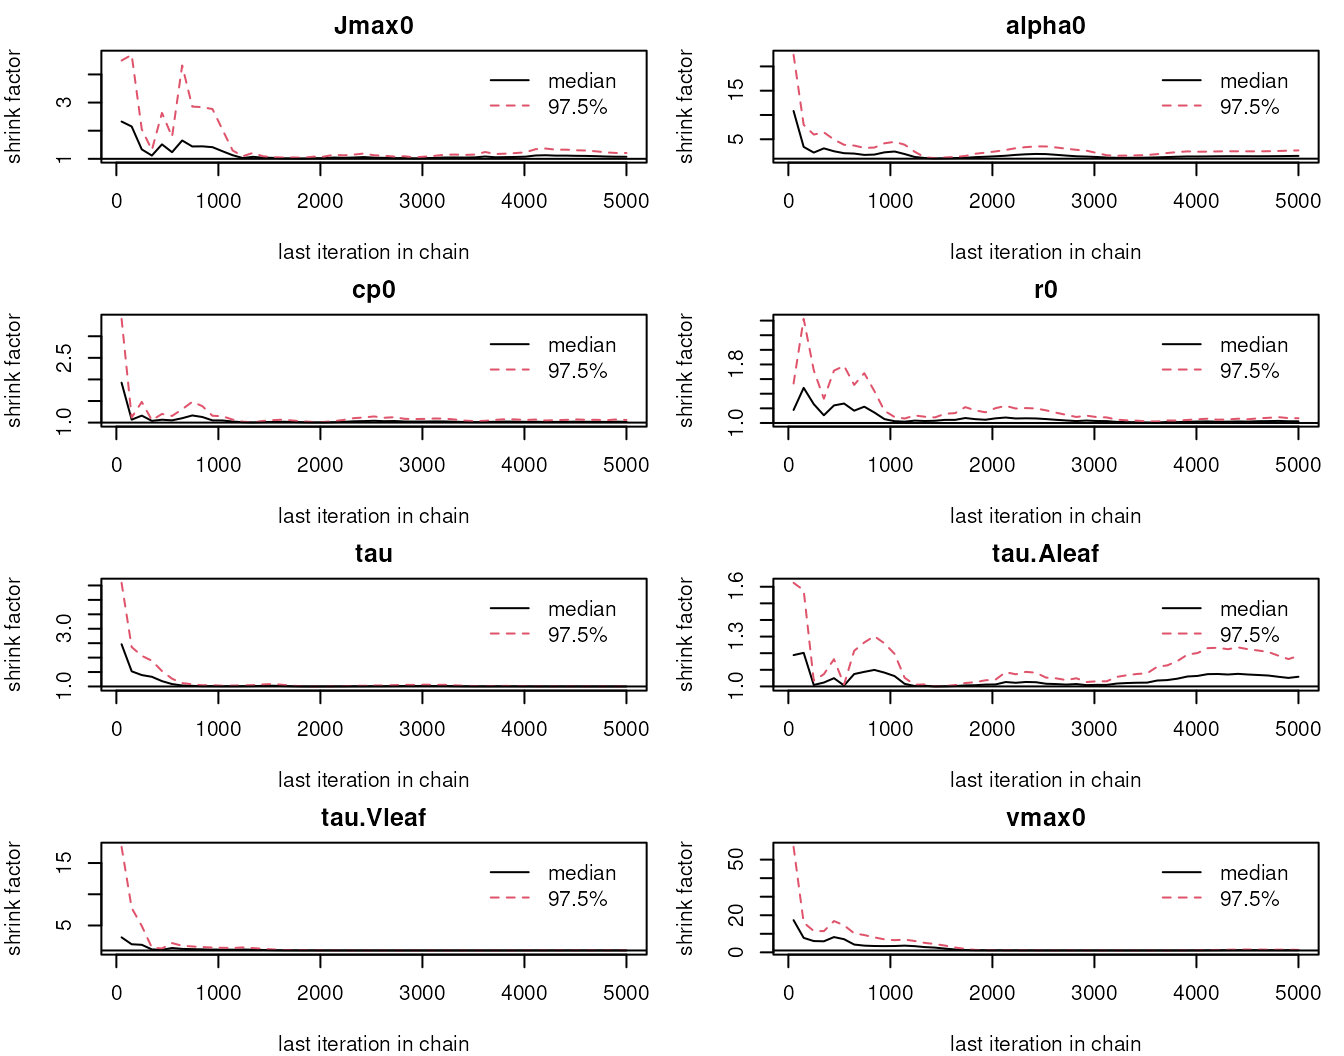 Jmax0
shrink factor
1 3
median
97.5%
0 1000 2000 3000 4000 5000
last iteration in chain
alpha0
shrink factor
5 15
median
97.5%
0 1000 2000 3000 4000 5000
last iteration in chain
cp0
shrink factor
1.0 2.5
median
97.5%
0 1000 2000 3000 4000 5000
last iteration in chain
r0
shrink factor
1.0 1.8
median
97.5%
0 1000 2000 3000 4000 5000
last iteration in chain
tau
shrink factor
1.0 3.0
median
97.5%
0 1000 2000 3000 4000 5000
last iteration in chain
tau.Aleaf
shrink factor
1.0 1.3 1.6
median
97.5%
0 1000 2000 3000 4000 5000
last iteration in chain
tau.Vleaf
shrink factor
5 15
median
97.5%
0 1000 2000 3000 4000 5000
last iteration in chain
vmax0
shrink factor
0 20 50
median
97.5%
0 1000 2000 3000 4000 5000
last iteration in chain